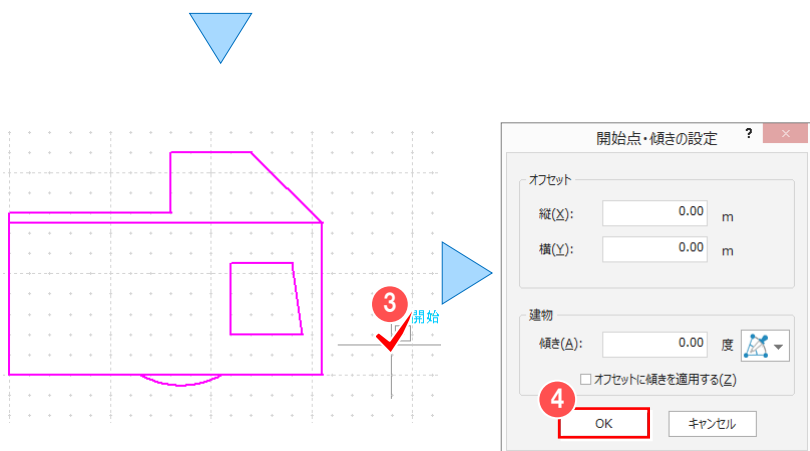 3
開始
開始点・傾きの設定 ? ×
オフセット
縦(X): 0.00 m
横(Y): 0.00 m
建物
傾き(A): 0.00 度
オフセットに傾きを適用する(Z)
4
OK キャンセル